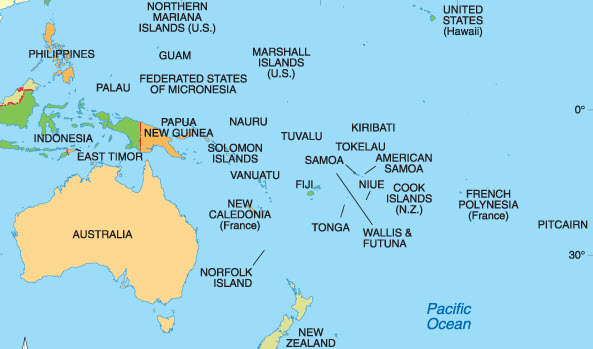 NORTHERN
MARIANA
ISLANDS (U.S.)
UNITED
STATES
(Hawaii)
PHILIPPINES
GUAM
MARSHALL
ISLANDS
(U.S.)
PALAU
FEDERATED STATES
OF MICRONESIA
0°
PAPUA
NEW GUINEA
NAURU
KIRIBATI
INDONESIA
TUVALU
SOLOMON
ISLANDS
TOKELAU
EAST TIMOR
SAMOA
AMERICAN
SAMOA
VANUATU
FIJI
NIUE
COOK
ISLANDS
(N.Z.)
FRENCH
POLYNESIA
(France)
NEW
CALEDONIA
(France)
TONGA
WALLIS &
FUTUNA
PITCAIRN
AUSTRALIA
30°
NORFOLK
ISLAND
Pacific
Ocean
NEW
ZEALAND